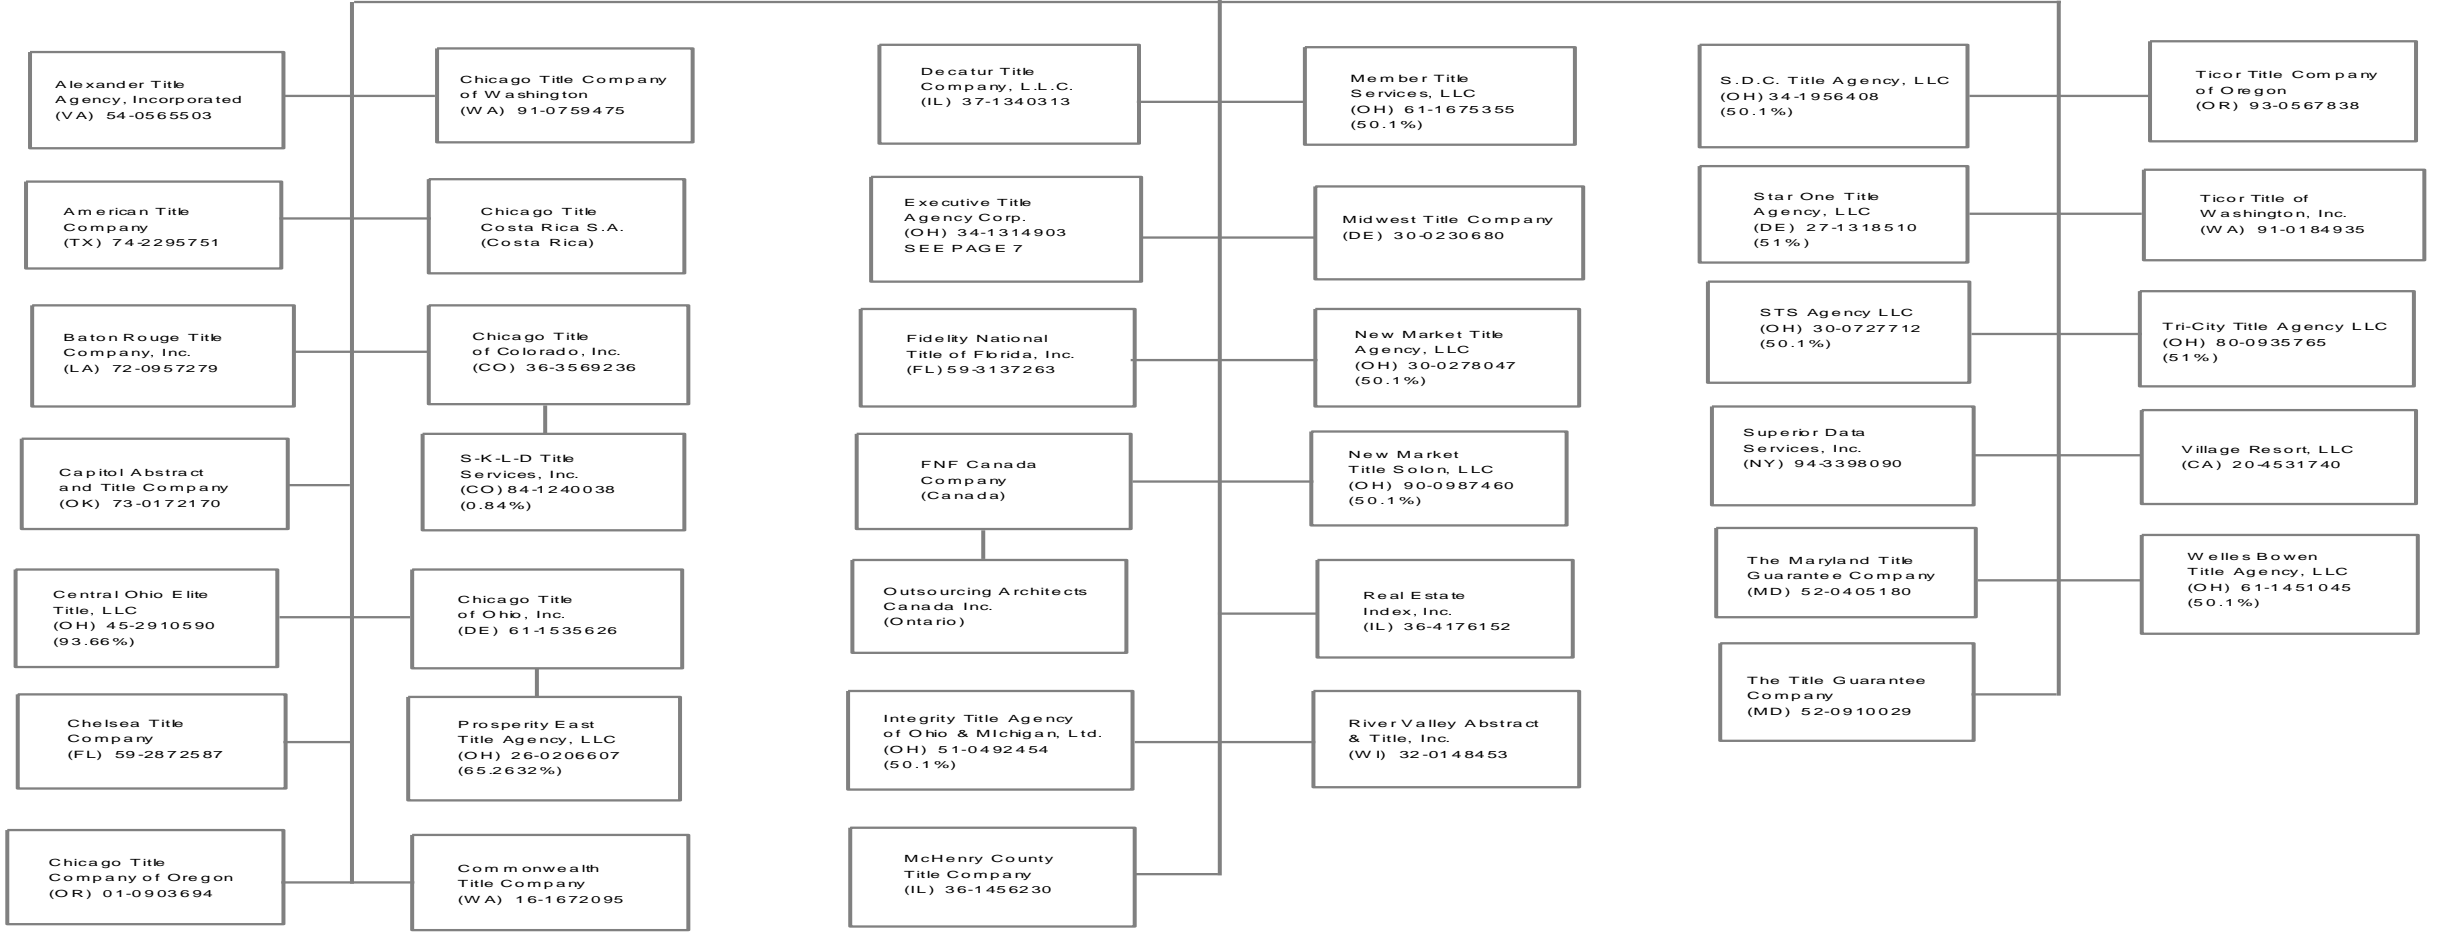 Alexander Title
Agency, Incorporated
(VA) 54-0565503
Chicago Title Company
of Washington
(WA) 91-0759475
American Title
Company
(TX) 74-2295751
Chicago Title
Costa Rica S.A.
(Costa Rica)
Baton Rouge Title
Company, Inc.
(LA) 72-0957279
Chicago Title
of Colorado, Inc.
(CO) 36-3569236
Capitol Abstract
and Title Company
(OK) 73-0172170
S-K-L-D Title
Services, Inc.
(CO) 84-1240038
(0.84%)
Central Ohio Elite
Title, LLC
(OH) 45-2910590
(93.66%)
Chicago Title
of Ohio, Inc.
(DE) 61-1535626
Chelsea Title
Company
(FL) 59-2872587
Prosperity East
Title Agency, LLC
(OH) 26-0206607
(65.2632%)
Chicago Title
Company of Oregon
(OR) 01-0903694
Commonwealth
Title Company
(WA) 16-1672095
Decatur Title
Company, L.L.C.
(IL) 37-1340313
Member Title
Services, LLC
(OH) 61-1675355
(50.1%)
Executive Title
Agency Corp.
(OH) 34-1314903
SEE PAGE 7
Midwest Title Company
(DE) 30-0230680
Fidelity National
Title of Florida, Inc.
(FL) 59-3137263
New Market Title
Agency, LLC
(OH) 30-0278047
(50.1%)
FNF Canada
Company
(Canada)
New Market
Title Solon, LLC
(OH) 90-0987460
(50.1%)
Outsourcing Architects
Canada Inc.
(Ontario)
Real Estate
Index, Inc.
(IL) 36-4176152
Integrity Title Agency
of Ohio & MIchigan, Ltd.
(OH) 51-0492454
(50.1%)
River Valley Abstract
& Title, Inc.
(WI) 32-0148453
McHenry County
Title Company
(IL) 36-1456230
S.D.C. Title Agency, LLC
(OH) 34-1956408
(50.1%)
Ticor Title Company
of Oregon
(OR) 93-0567838
Star One Title
Agency, LLC
(DE) 27-1318510
(51%)
Ticor Title of
Washington, Inc.
(WA) 91-0184935
STS Agency LLC
(OH) 30-0727712
(50.1%)
Tri-City Title Agency LLC
(OH) 80-0935765
(51%)
Superior Data
Services, Inc.
(NY) 94-3398090
Village Resort, LLC
(CA) 20-4531740
The Maryland Title
Guarantee Company
(MD) 52-0405180
Welles Bowen
Title Agency, LLC
(OH) 61-1451045
(50.1%)
The Title Guarantee
Company
(MD) 52-0910029